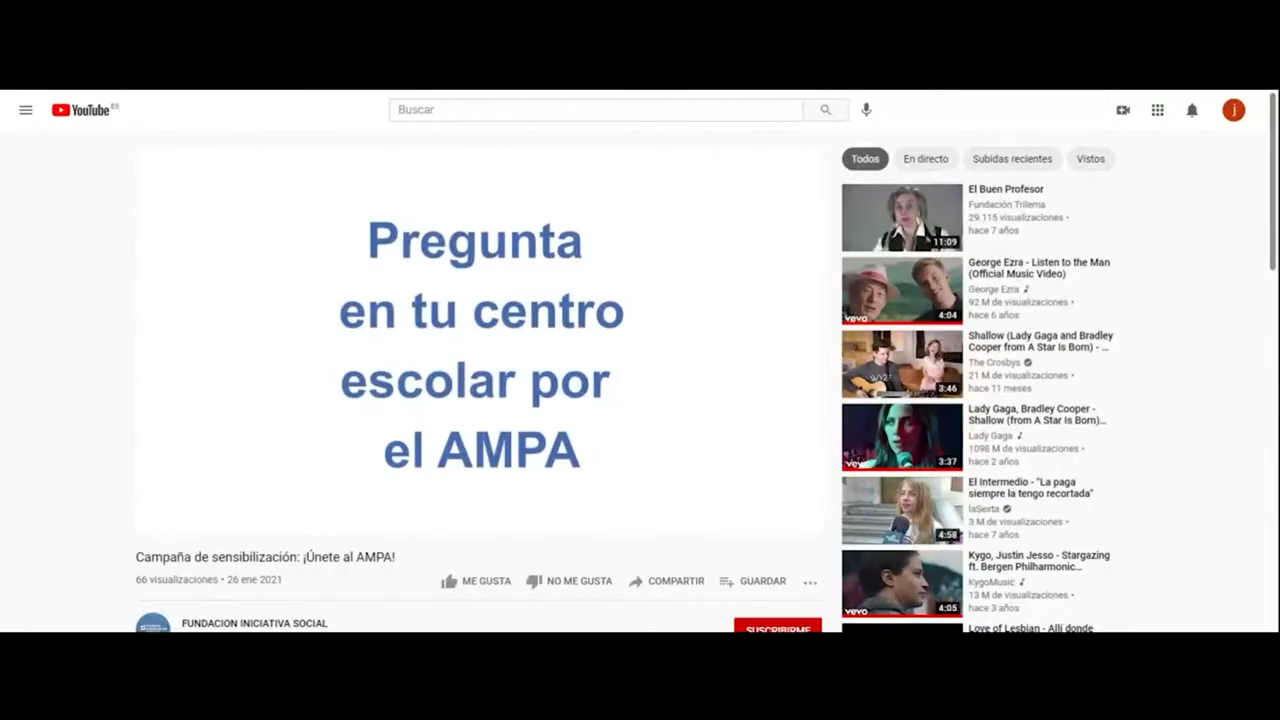 YouTube ES
Buscar
j
Pregunta
en tu centro
escolar por
el AMPA
Campaña de sensibilización: ¡Únete al AMPA!
66 visualizaciones • 26 ene 2021
ME GUSTA
NO ME GUSTA
COMPARTIR
GUARDAR
FUNDACION INICIATIVA SOCIAL
SUSCRIBIRME
Todos
En directo
Subidas recientes
Vistos
11:09
El Buen Profesor
Fundación Trilema
29.115 visualizaciones •
hace 7 años
vevo
4:04
George Ezra - Listen to the Man
(Official Music Video)
George Ezra
92 M de visualizaciones •
hace 6 años
3:46
Shallow (Lady Gaga and Bradley
Cooper from A Star Is Born) - ...
The Crosbys
21 M de visualizaciones •
hace 11 meses
vevo
3:37
Lady Gaga, Bradley Cooper -
Shallow (from A Star Is Born)...
Lady Gaga
1098 M de visualizaciones •
hace 2 años
4:58
El Intermedio - "La paga
siempre la tengo recortada"
laSexta
3 M de visualizaciones •
hace 7 años
vevo
4:05
Kygo, Justin Jesso - Stargazing
ft. Bergen Philharmonic...
KygoMusic
13 M de visualizaciones •
hace 3 años
Love of Lesbian - Allí donde